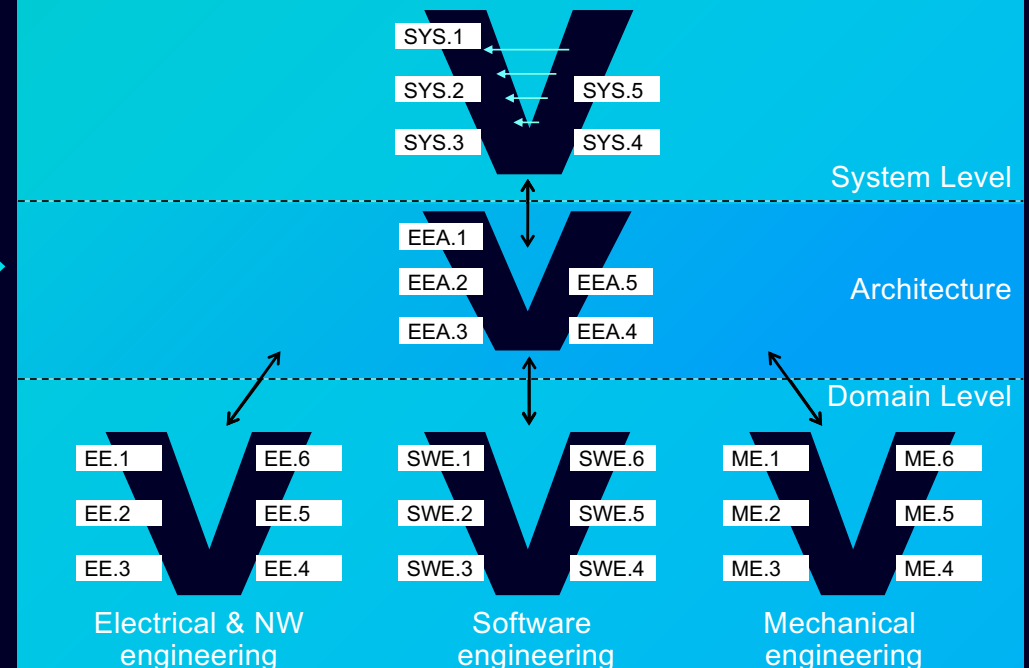 SYS.1
SYS.2
SYS.5
SYS.3
SYS.4
System Level
EEA.1
EEA.2
EEA.5
Architecture
EEA.3
EEA.4
Domain Level
EE.1
EE.6
SWE.1
SWE.6
ME.1
ME.6
EE.2
EE.5
SWE.2
SWE.5
ME.2
ME.5
EE.3
EE.4
SWE.3
SWE.4
ME.3
ME.4
Electrical & NW
engineering
Software
engineering
Mechanical
engineering